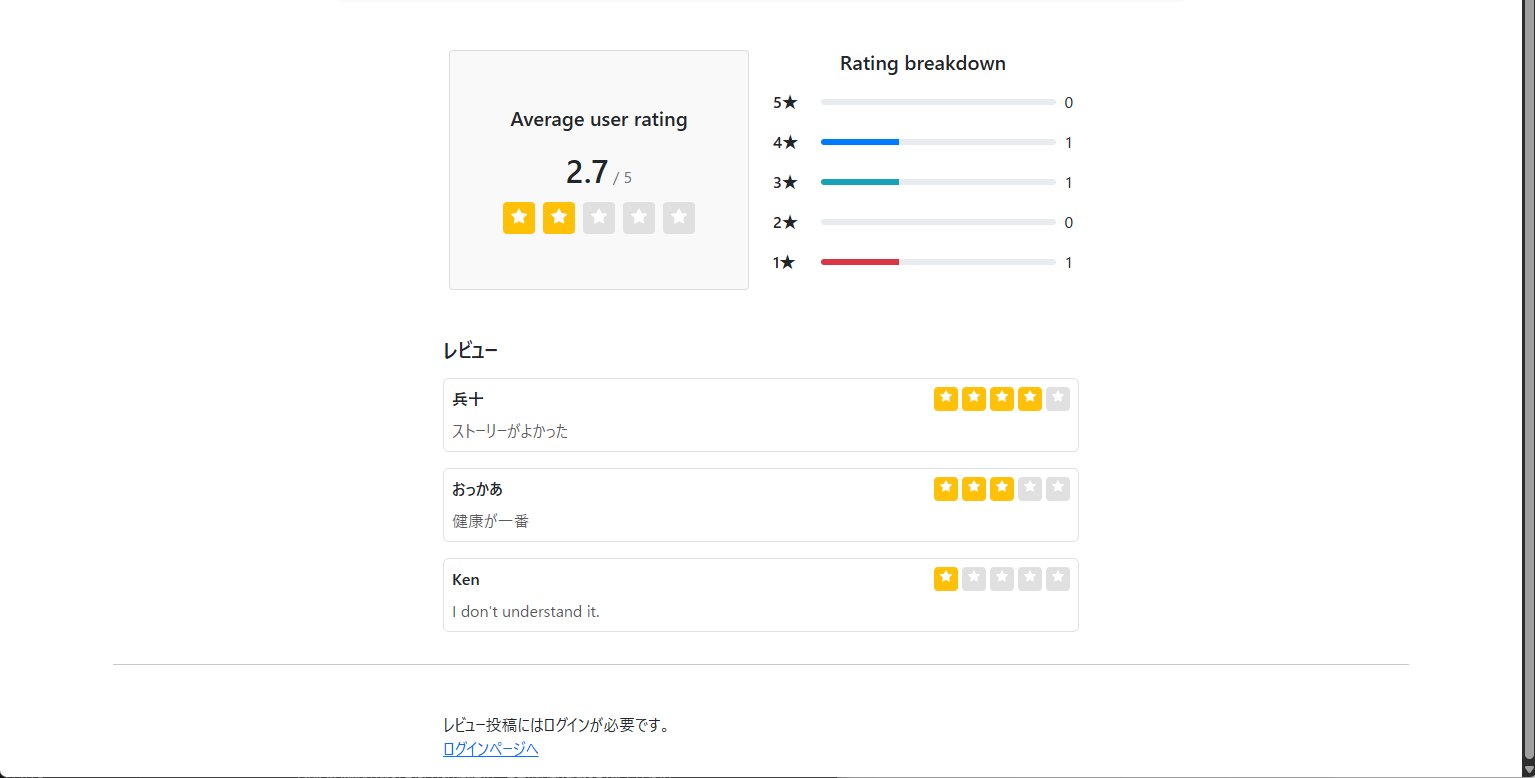 Average user rating
2.7 / 5
Rating breakdown
5★ 0
4★ 1
3★ 1
2★ 0
1★ 1
レビュー
兵十
ストーリーがよかった
おっかあ
健康が一番
Ken
I don't understand it.
レビュー投稿にはログインが必要です。
ログインページへ